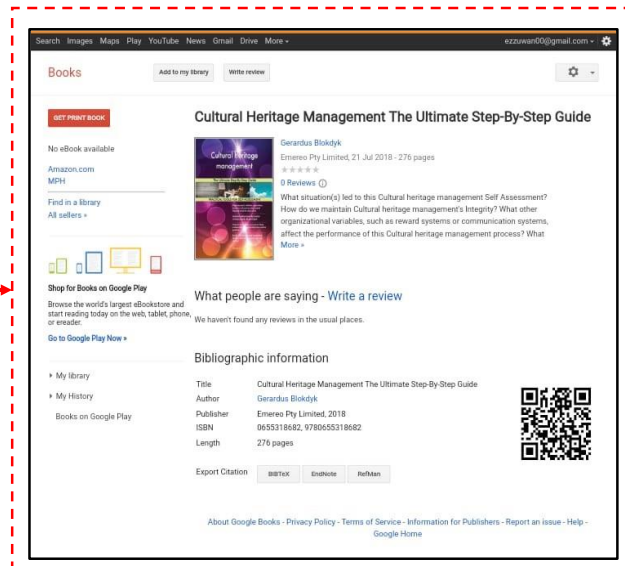 Search Images Maps Play YouTube News Gmail Drive More
ezzuwan00@gmail.com
Books
Add to my library
Write review
GET PRINT BOOK
No eBook available
Amazon.com
MPH
Find in a library
All sellers »
Shop for Books on Google Play
Browse the world's largest eBookstore and
start reading today on the web, tablet, phone,
or ereader.
Go to Google Play Now »
My library
My History
Books on Google Play
Cultural Heritage Management The Ultimate Step-By-Step Guide
Cultural Heritage
management
Gerardus Blokdyk
Emereo Pty Limited, 21 Jul 2018 - 276 pages
0 Reviews
What situation(s) led to this Cultural heritage management Self Assessment?
How do we maintain Cultural heritage management's Integrity? What other
organizational variables, such as reward systems or communication systems,
affect the performance of this Cultural heritage management process? What
More »
What people are saying - Write a review
We haven't found any reviews in the usual places.
Bibliographic information
Title Cultural Heritage Management The Ultimate Step-By-Step Guide
Author Gerardus Blokdyk
Publisher Emereo Pty Limited, 2018
ISBN 0655318682, 9780655318682
Length 276 pages
Export Citation BiBTeX EndNote RefMan
About Google Books - Privacy Policy - Terms of Service - Information for Publishers - Report an issue - Help -
Google Home